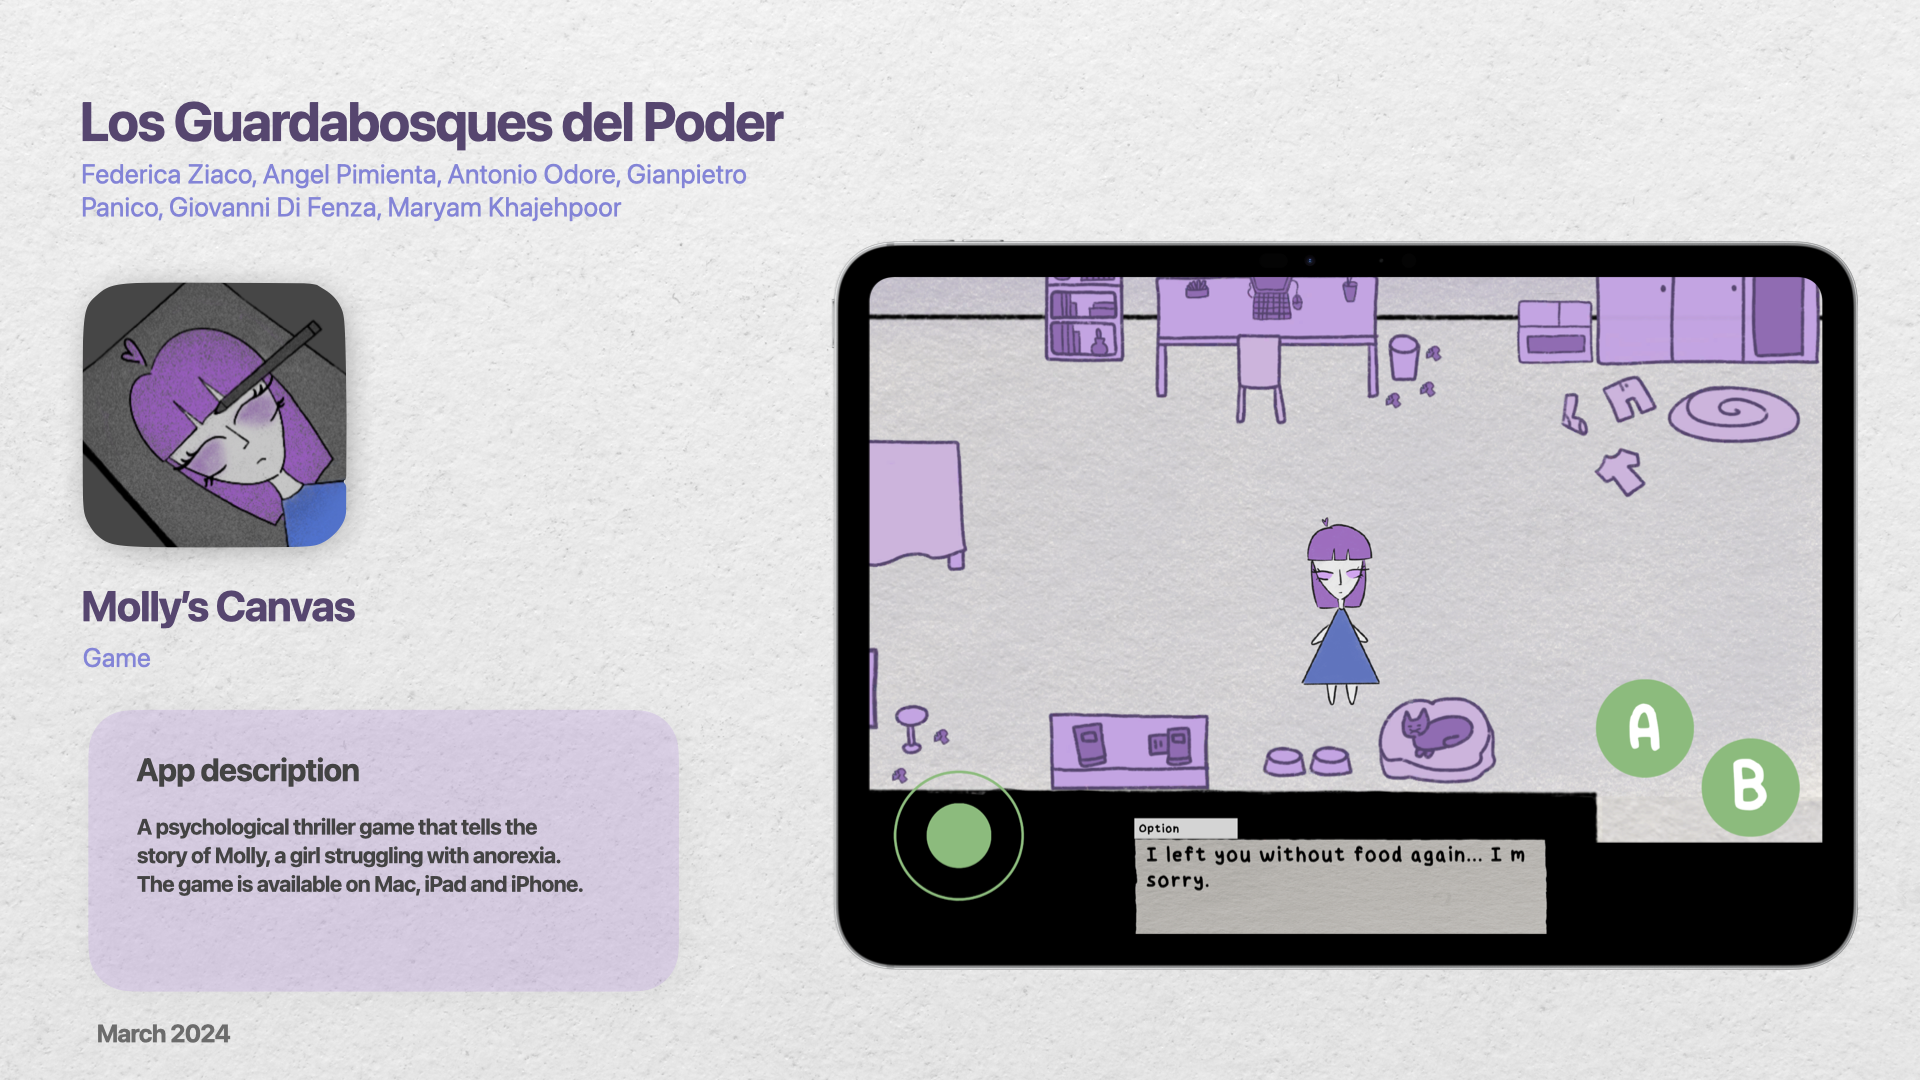 Los Guardabosques del Poder
Federica Ziaco, Angel Pimienta, Antonio Odore, Gianpietro
Panico, Giovanni Di Fenza, Maryam Khajehpoor
Molly’s Canvas
Game
App description
A psychological thriller game that tells the
story of Molly, a girl struggling with anorexia.
The game is available on Mac, iPad and iPhone.
March 2024
A
B
Option
I left you without food again... I m
sorry.